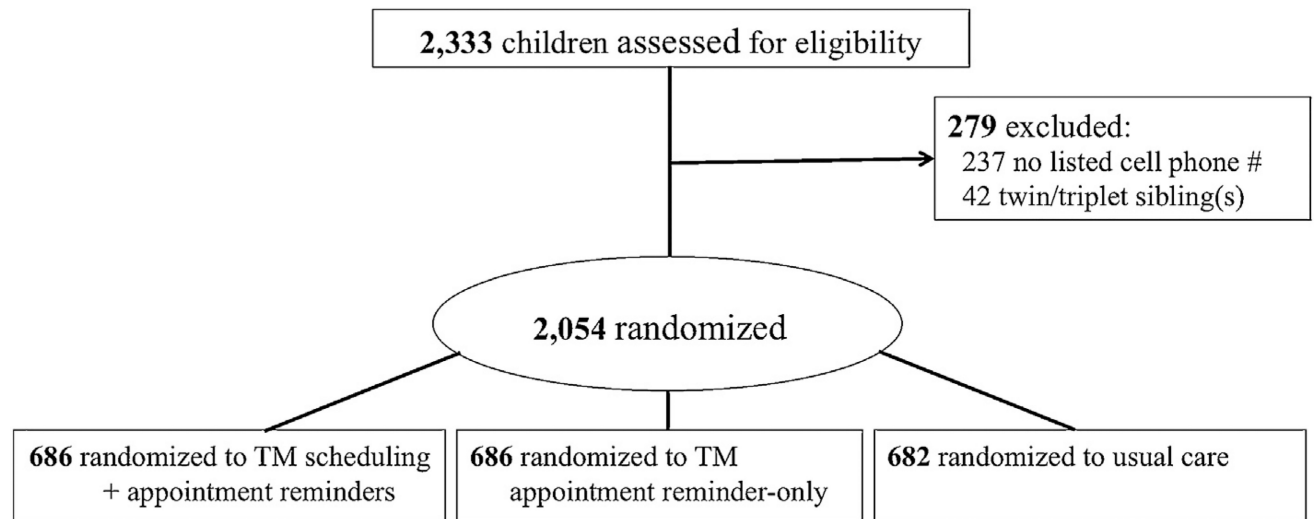 2,333 children assessed for eligibility
279 excluded:
237 no listed cell phone #
42 twin/triplet sibling(s)
2,054 randomized
686 randomized to TM scheduling
+ appointment reminders
686 randomized to TM
appointment reminder-only
682 randomized to usual care